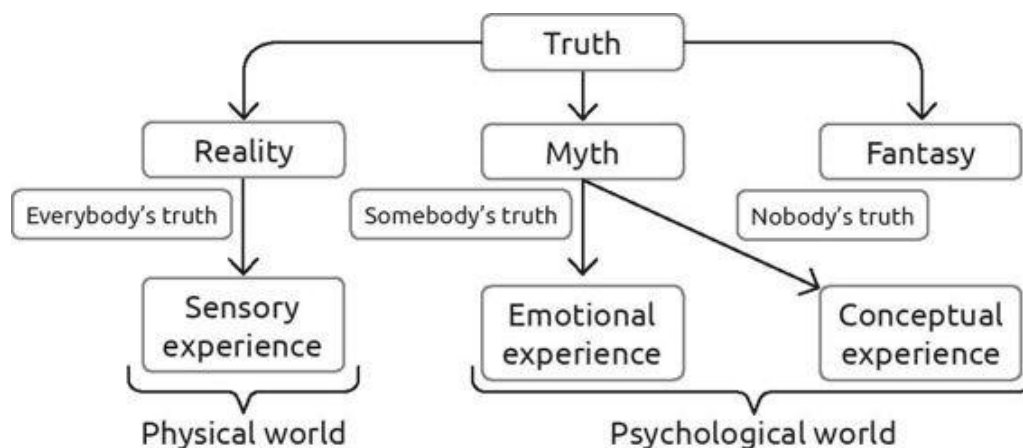 Truth
Reality
Myth
Fantasy
Everybody’s truth
Somebody’s truth
Nobody’s truth
Sensory
experience
Emotional
experience
Conceptual
experience
Physical world
Psychological world